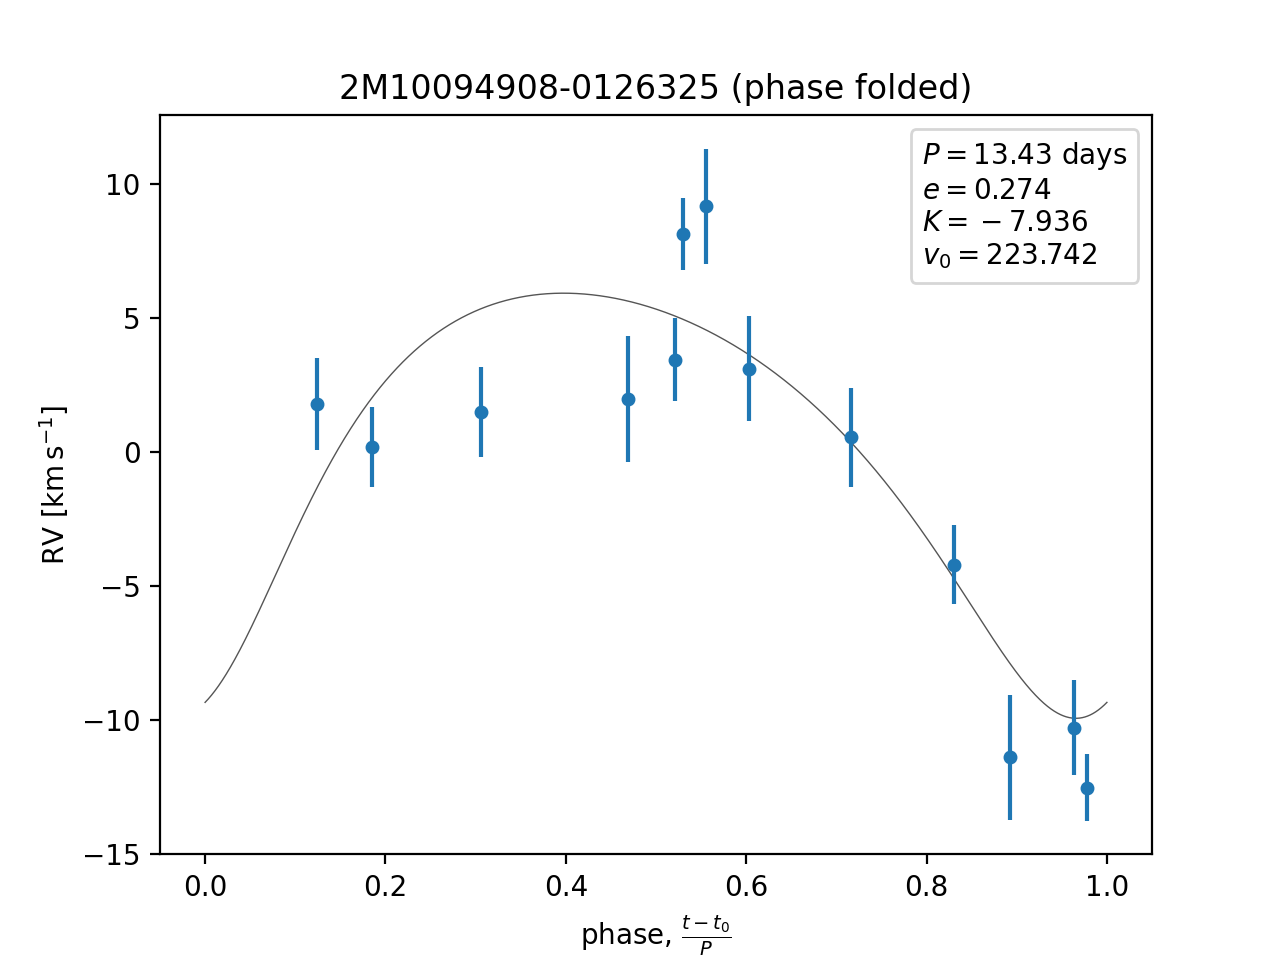 2M10094908-0126325 (phase folded)
P = 13.43 days
e = 0.274
K = −7.936
v₀ = 223.742
10
5
0
−5
−10
−15
RV [km s⁻¹]
0.0 0.2 0.4 0.6 0.8 1.0
phase, (t − t₀)/P